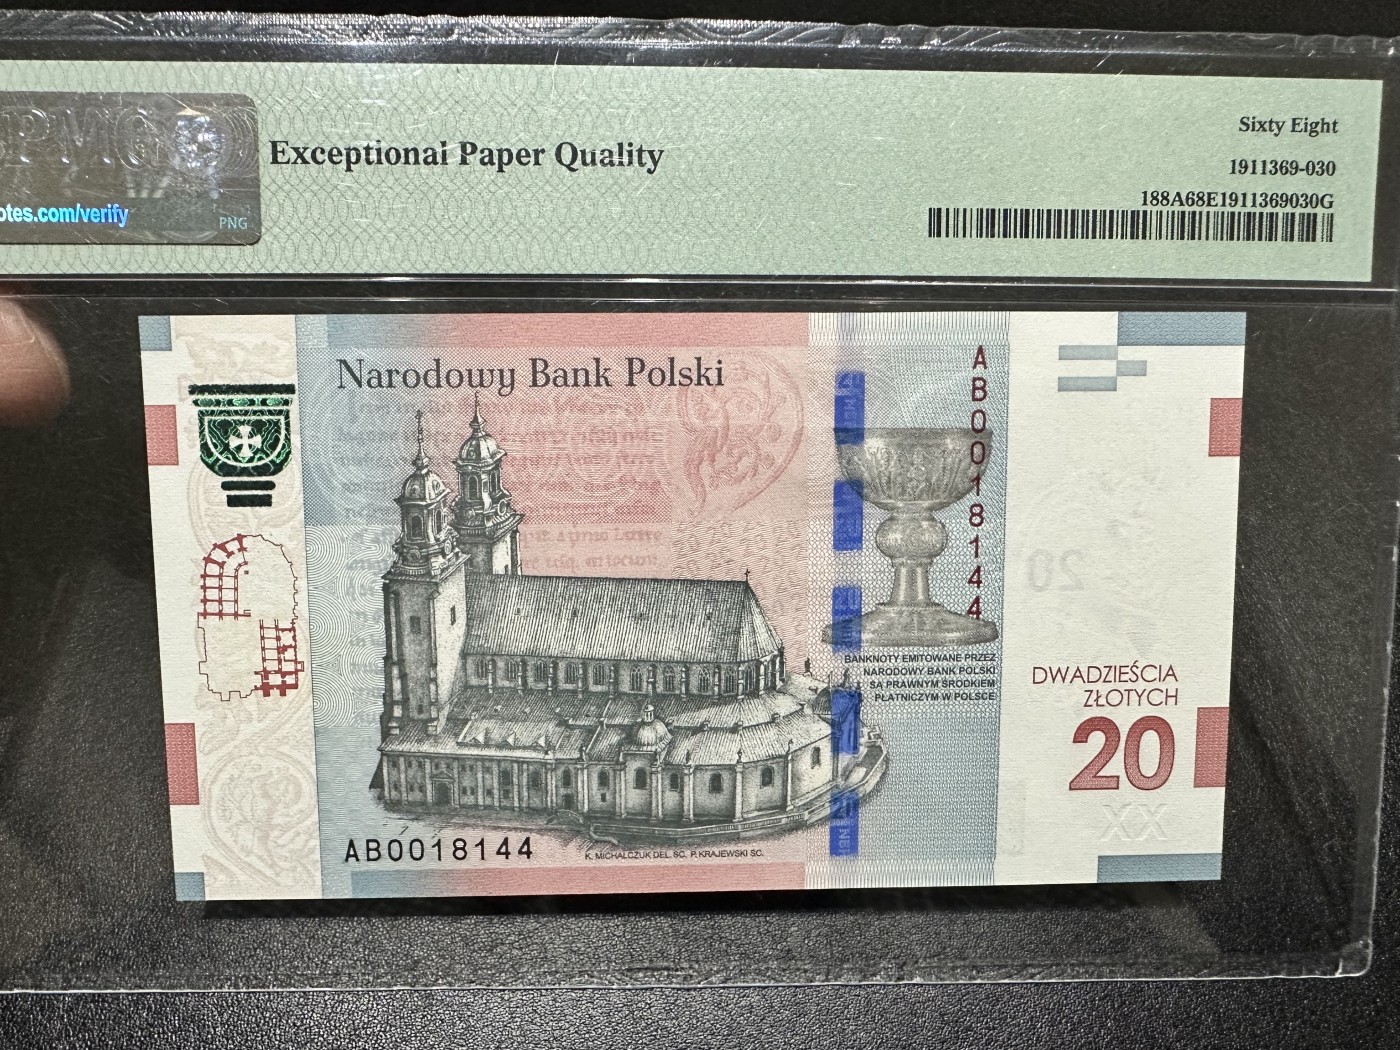 PMG
otes.com/verify
PNG
Exceptional Paper Quality
Sixty Eight
1911369-030
188A68E1911369030G
Narodowy Bank Polski
AB0018144
BANKNOTY EMITOWANE PRZEZ
NARODOWY BANK POLSKI
SĄ PRAWNYM ŚRODKIEM
PŁATNICZYM W POLSCE
DWADZIEŚCIA
ZŁOTYCH
20
XX
AB0018144
K. MICHALCZUK DEL. SC. P. KRAJEWSKI SC.